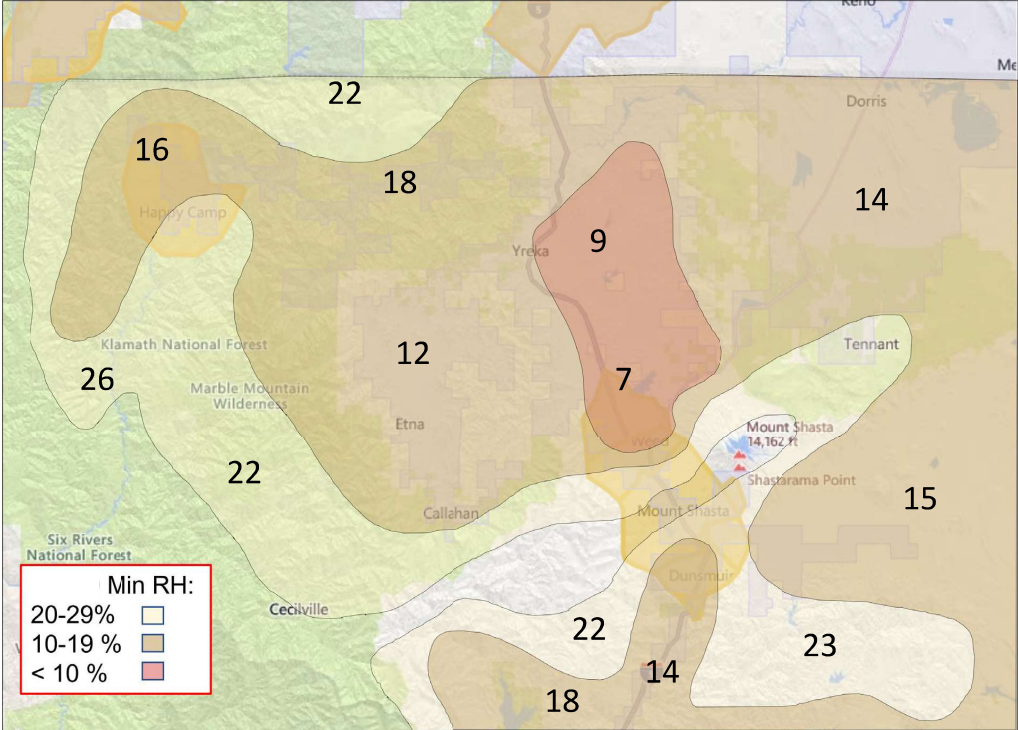 Reno
Me
22
Dorris
16
18
14
Happy Camp
9
Yreka
Klamath National Forest
12
Tennant
26
7
Marble Mountain
Wilderness
Etna
Mount Shasta
14,162 ft
Weed
22
Shastarama Point
15
Callahan
Mount Shasta
Six Rivers
National Forest
Dunsmuir
Min RH:
20-29%
10-19 %
< 10 %
Cecilville
22
23
14
18